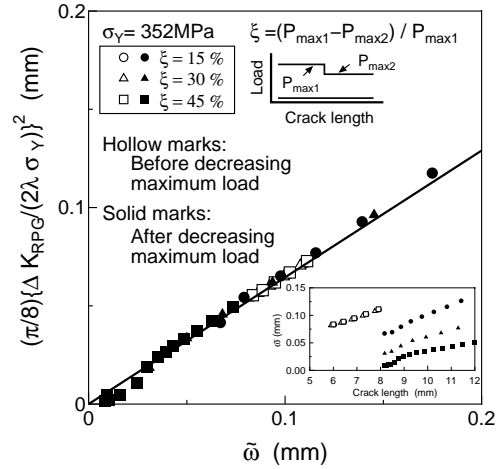 σY= 352MPa
ξ=(Pmax1−Pmax2) / Pmax1
ξ = 15 %
ξ = 30 %
ξ = 45 %
Load
Pmax1
Pmax2
Crack length
Hollow marks:
Before decreasing
maximum load
Solid marks:
After decreasing
maximum load
(π/8){Δ KRPG/(2λ σ Y)}² (mm)
0.2
0.1
0
0
0.1
0.2
ω̃ (mm)
ω̃ (mm)
0.15
0.10
0.05
0.00
5 6 7 8 9 10 11 12
Crack length (mm)